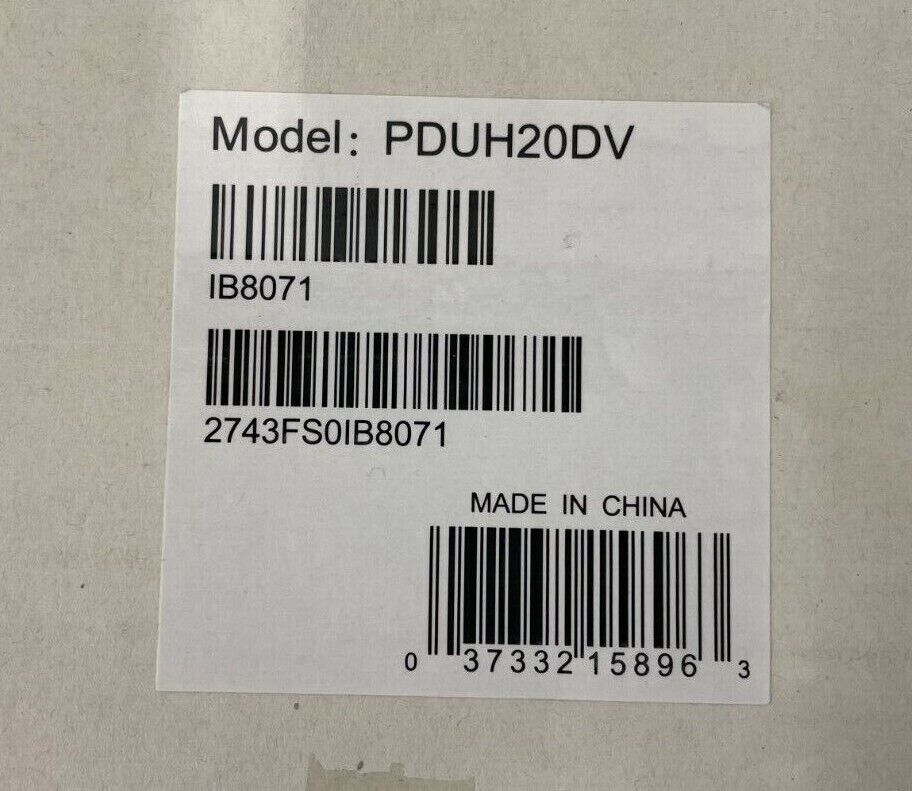 Model: PDUH20DV
IB8071
2743FS0IB8071
MADE IN CHINA
0 37332 15896 3